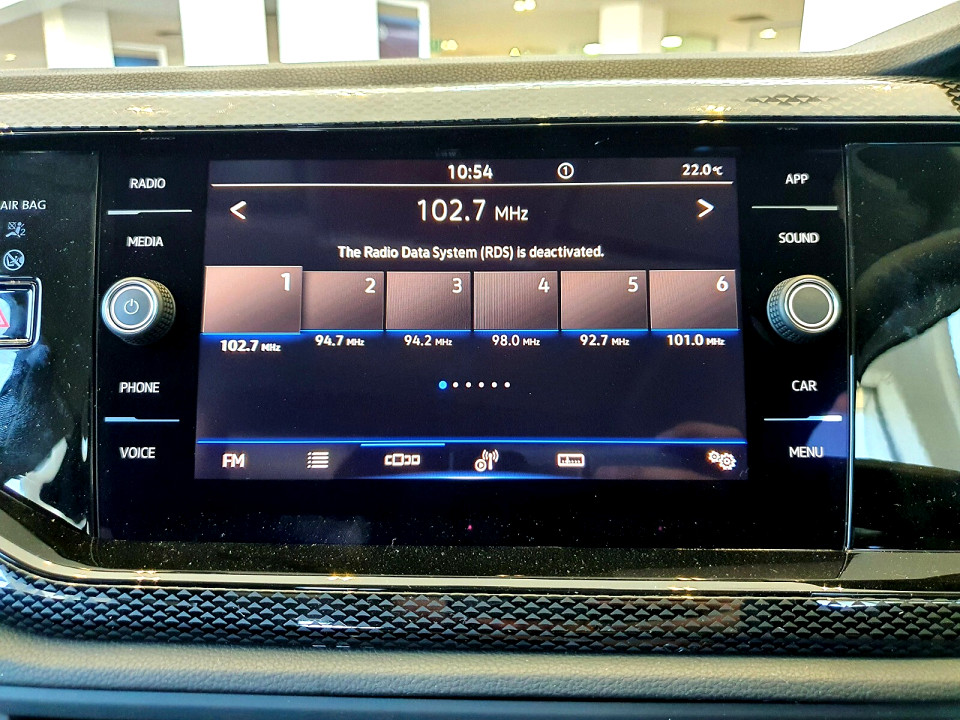 RADIO
MEDIA
PHONE
VOICE
AIR BAG
10:54
1
22.0°C
102.7 MHz
The Radio Data System (RDS) is deactivated.
1 2 3 4 5 6
102.7 MHz 94.7 MHz 94.2 MHz 98.0 MHz 92.7 MHz 101.0 MHz
FM
APP
SOUND
CAR
MENU